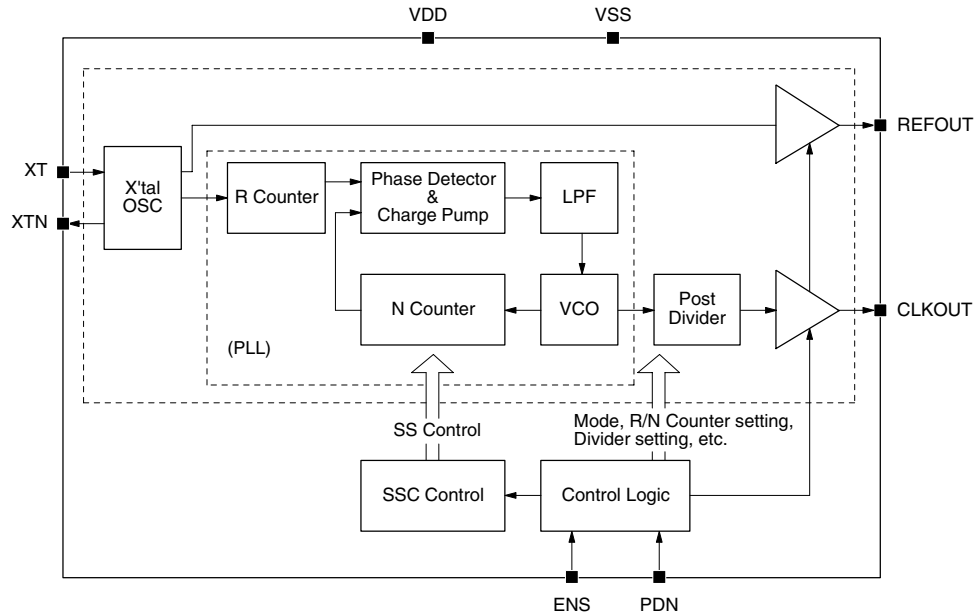 VDD
VSS
REFOUT
XT
X'tal
OSC
R Counter
Phase Detector
&
Charge Pump
LPF
XTN
N Counter
VCO
Post
Divider
CLKOUT
(PLL)
SS Control
Mode, R/N Counter setting,
Divider setting, etc.
SSC Control
Control Logic
ENS
PDN